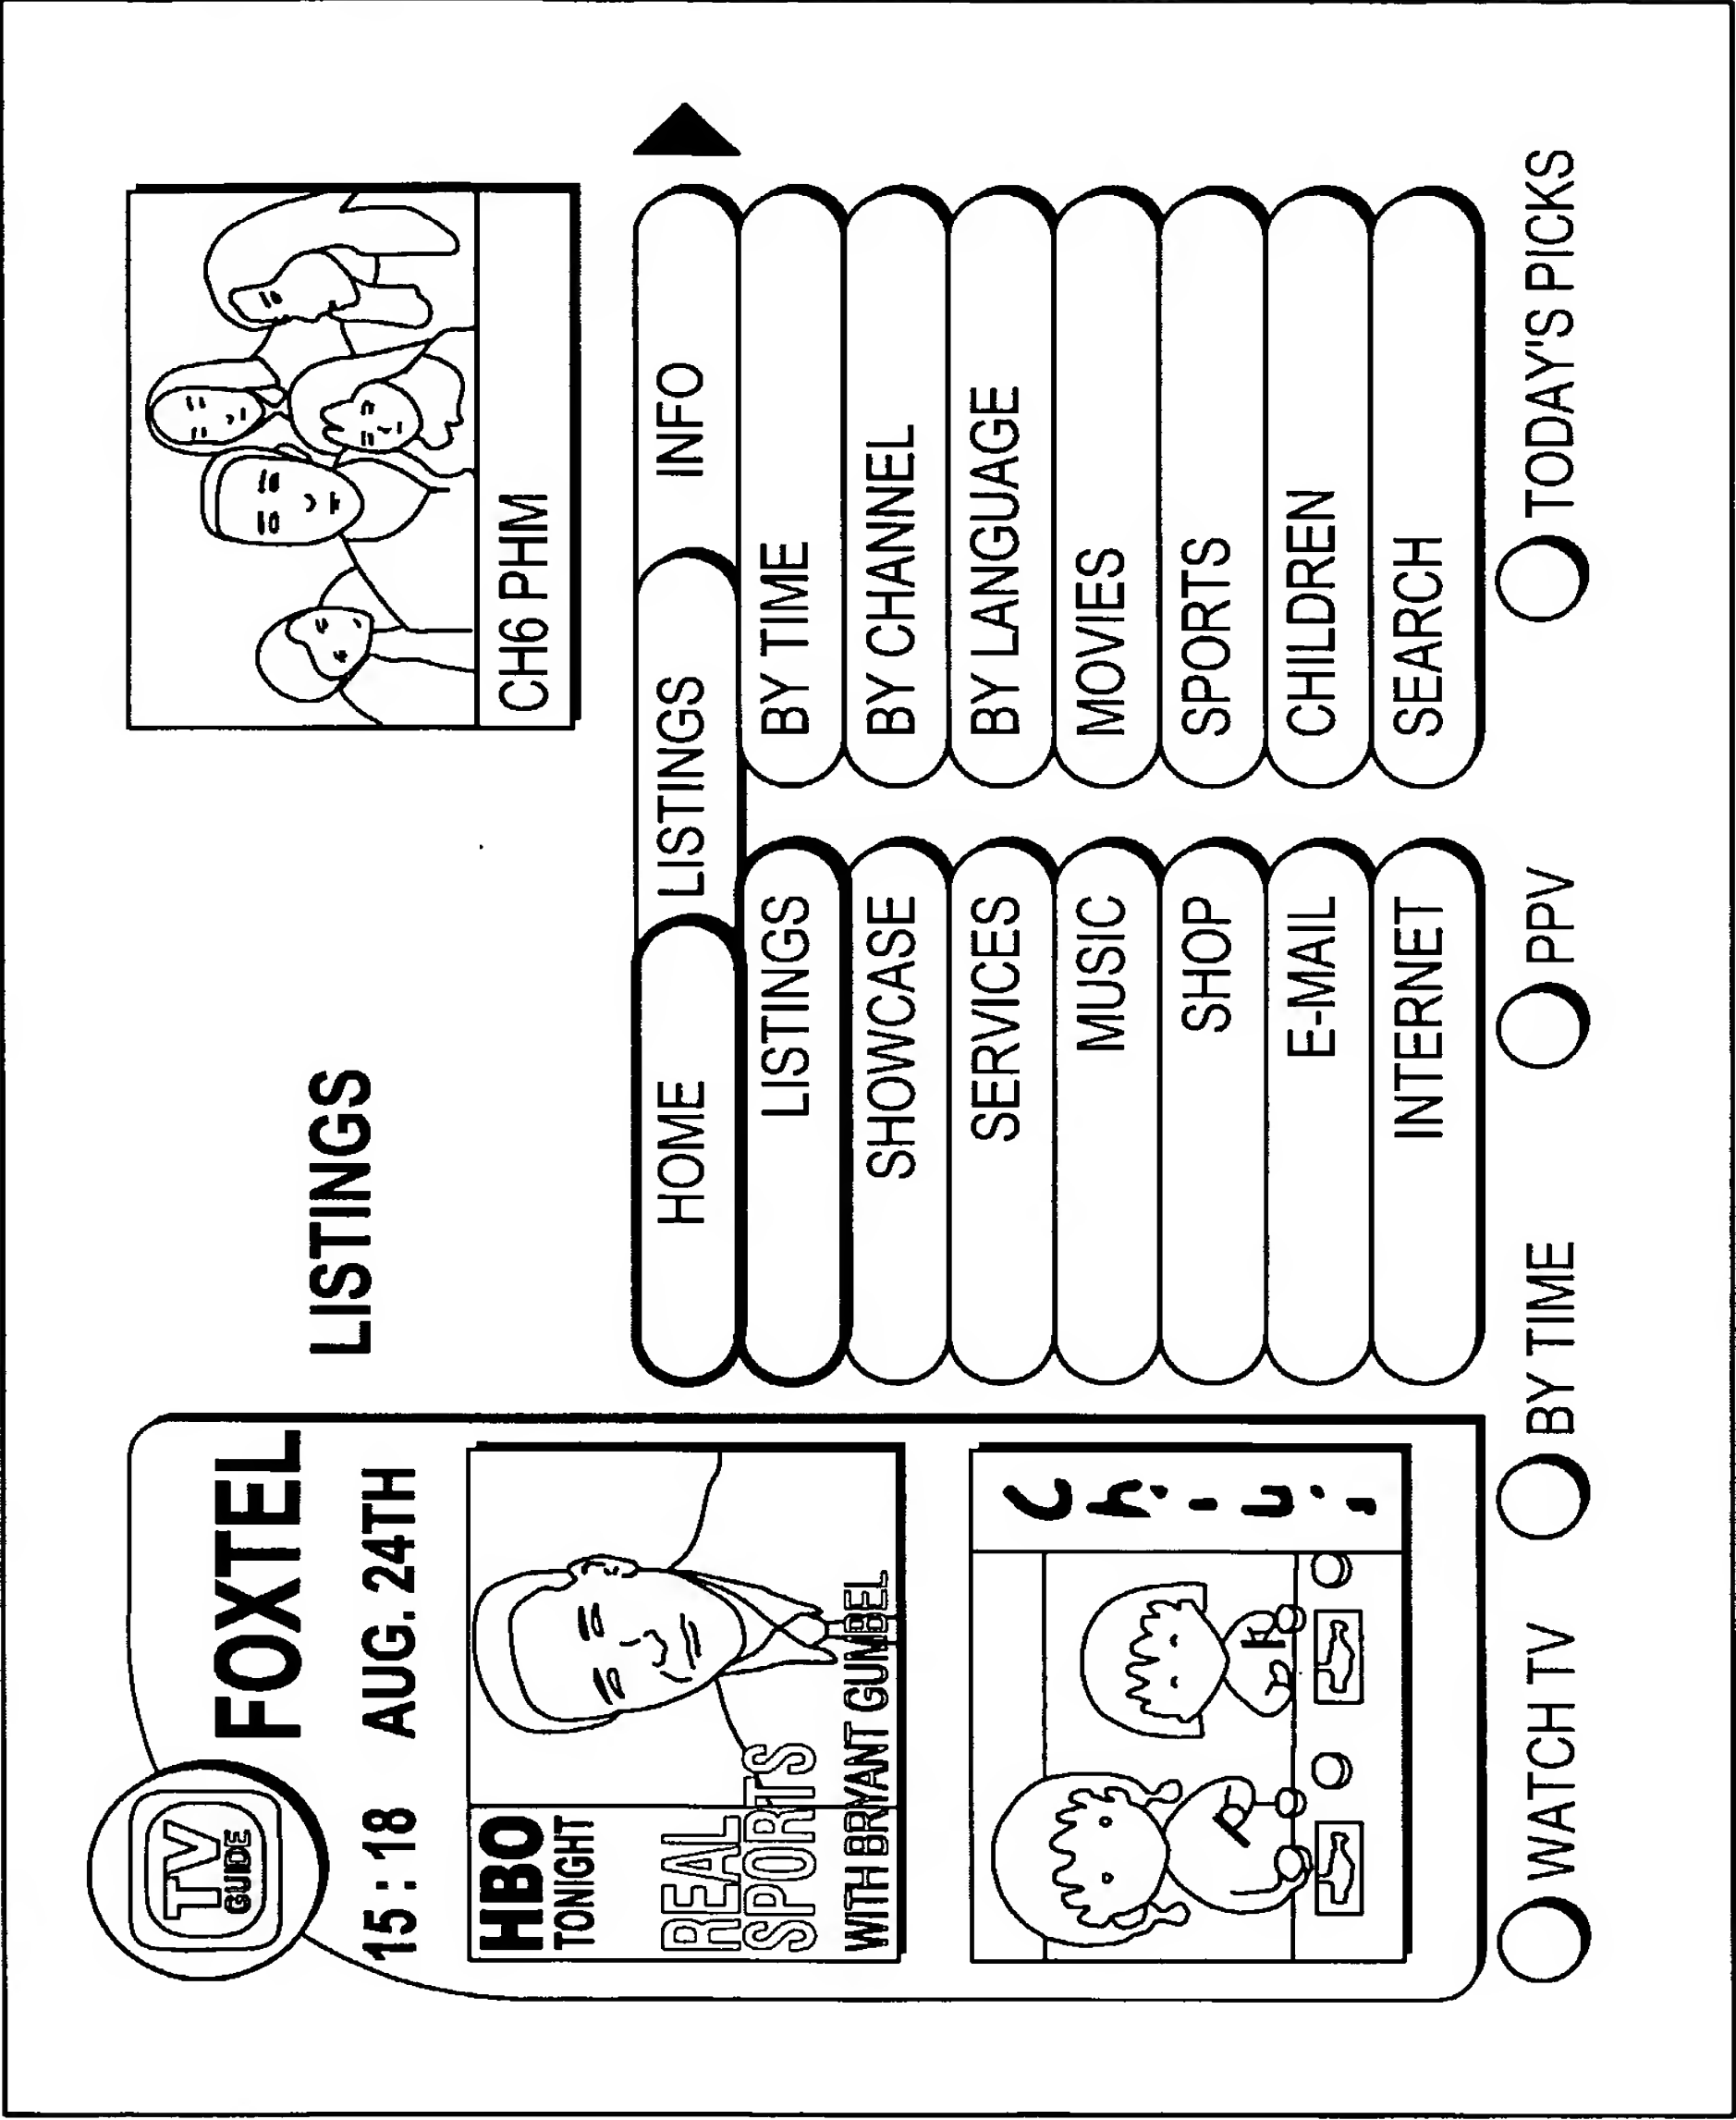 TV
GUIDE
FOXTEL
15 : 18 AUG. 24TH
LISTINGS
CH6 PHM
HBO
TONIGHT
REAL
SPORTS
WITH BRYANT GUMBEL
HOME LISTINGS INFO
LISTINGS BY TIME
SHOWCASE BY CHANNEL
SERVICES BY LANGUAGE
MUSIC MOVIES
SHOP SPORTS
E-MAIL CHILDREN
INTERNET SEARCH
WATCH TV BY TIME PPV TODAY'S PICKS